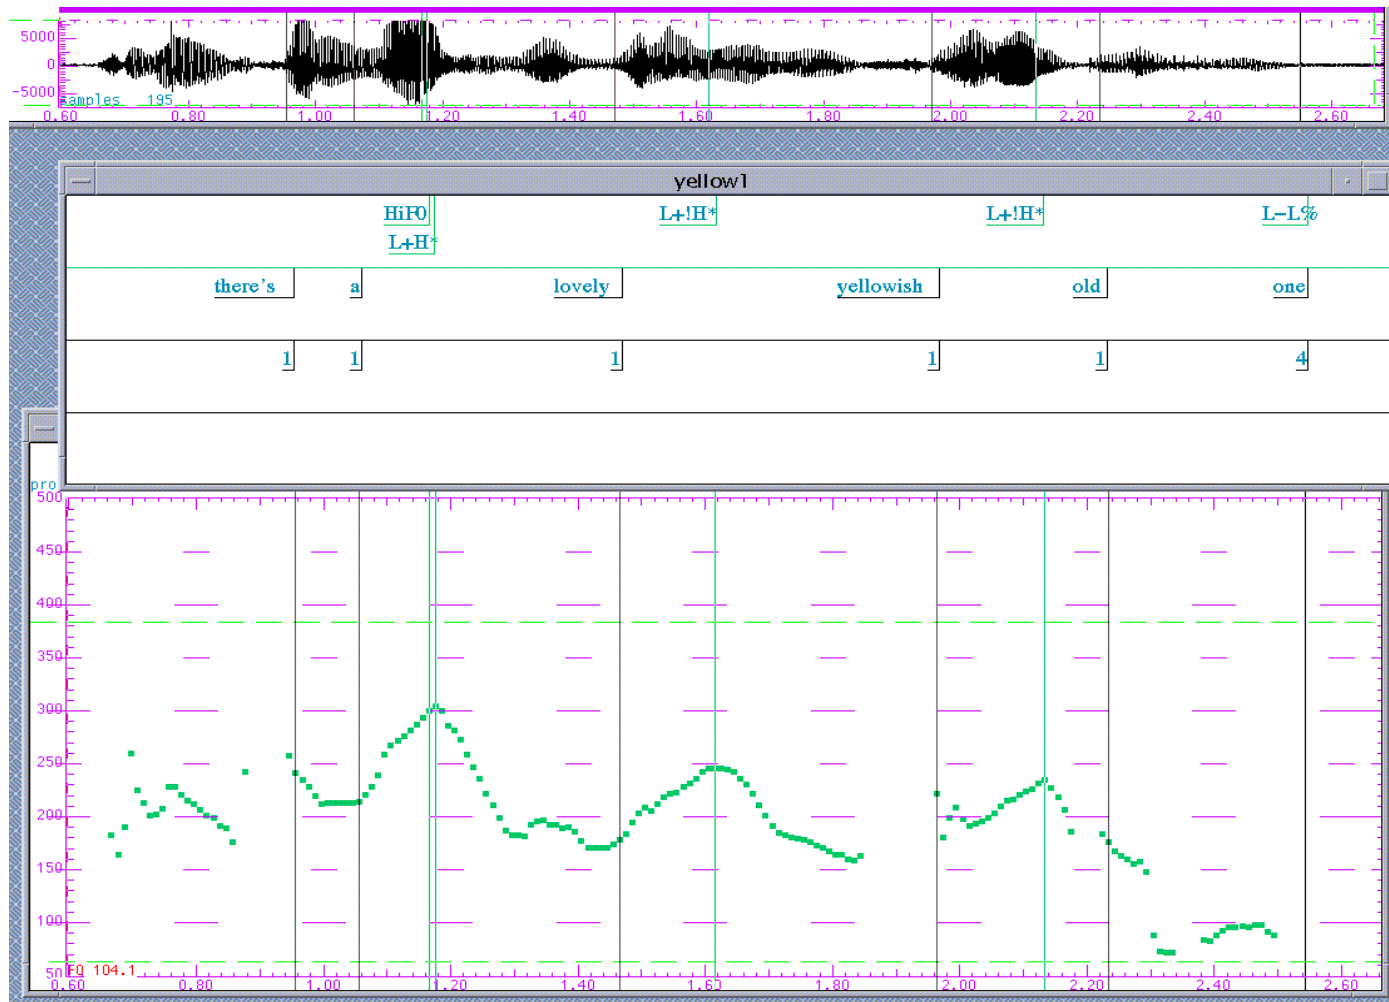 5000
0
-5000
samples 195
0.60 0.80 1.00 1.20 1.40 1.60 1.80 2.00 2.20 2.40 2.60
yellow1
HiF0 L+!H* L+!H* L-L%
L+H*
there's a lovely yellowish old one
1 1 1 1 1 4
pro
500
450
400
350
300
250
200
150
100
50
F0 104.1
0.60 0.80 1.00 1.20 1.40 1.60 1.80 2.00 2.20 2.40 2.60